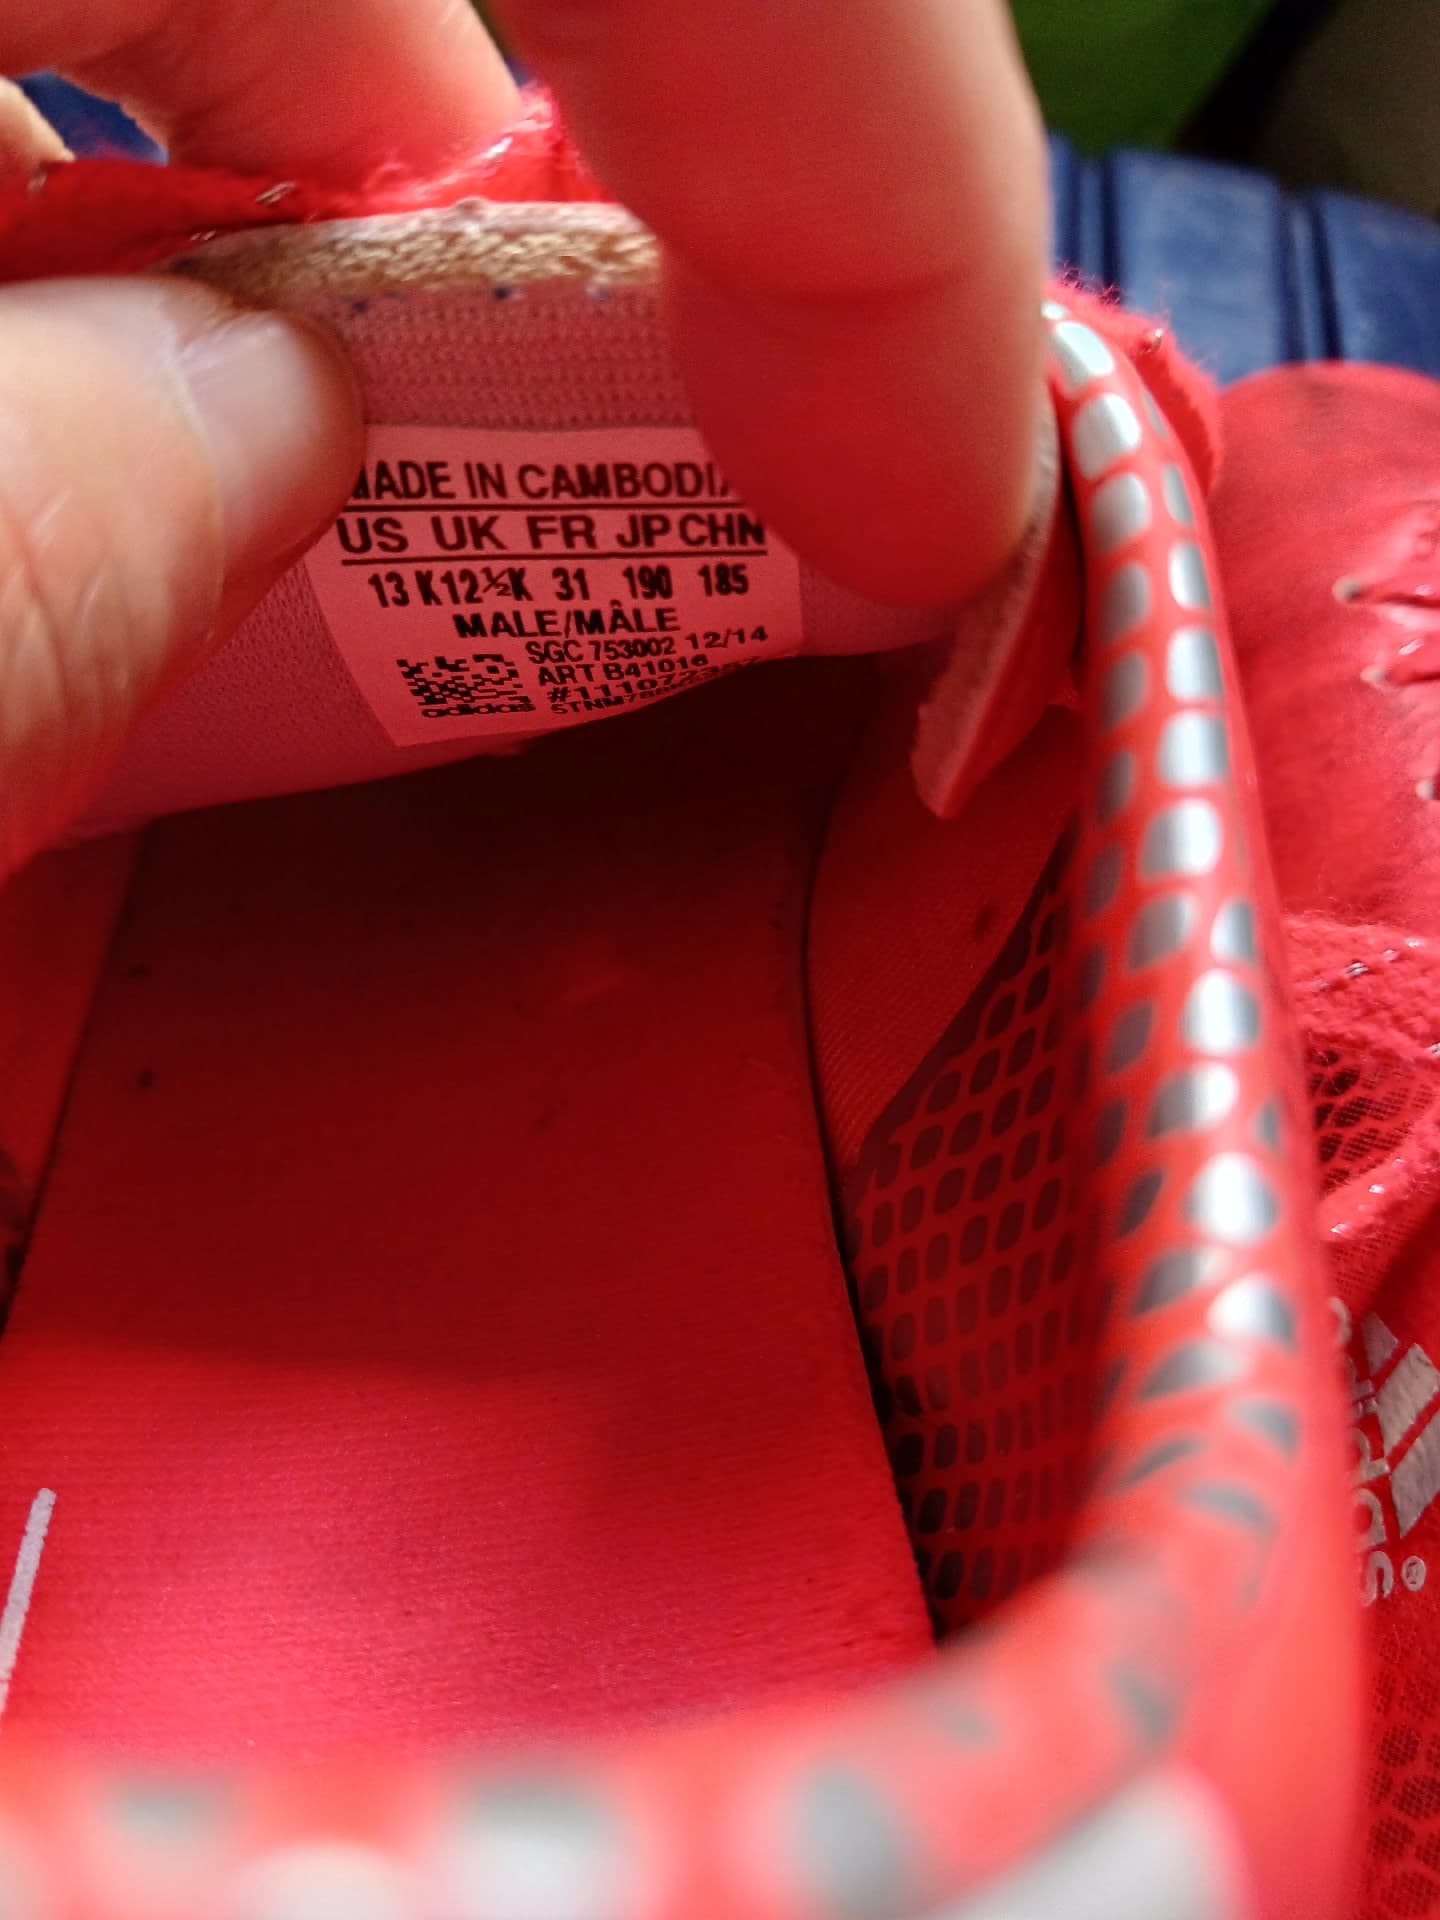 MADE IN CAMBODIA
US UK FR JP CHN
13 K 12½K 31 190 185
MALE/MÂLE
SGC 753002 12/14
ART B41016
adidas
adidas